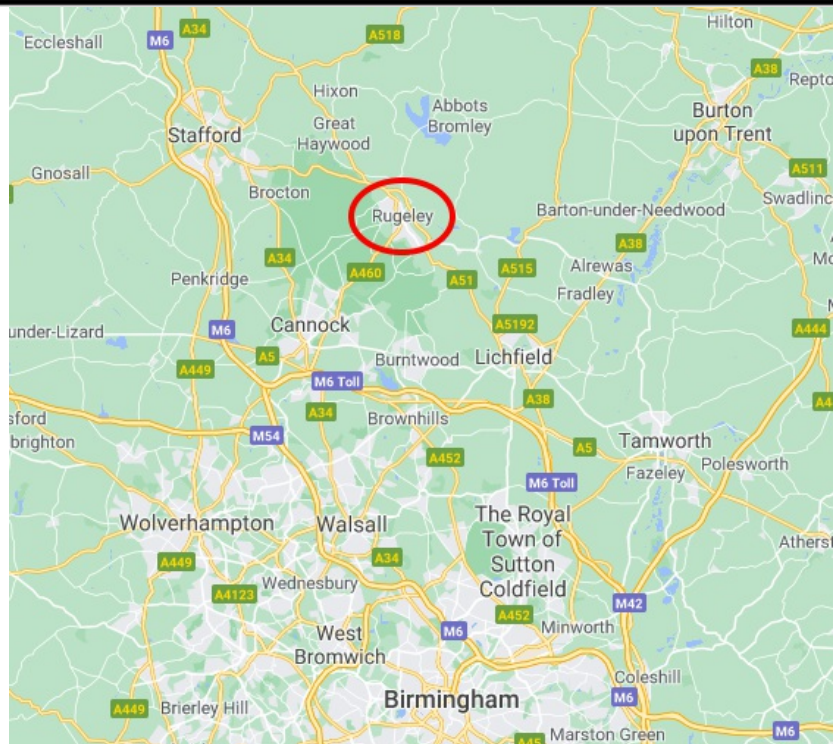 A34
M6
A518
Hilton
Eccleshall
A38
Repto
Hixon
Abbots
Bromley
Burton
upon Trent
Stafford
Great
Haywood
A511
Gnosall
Brocton
Rugeley
Swadlinc
Barton-under-Needwood
A38
A34
A515
Alrewas
Penkridge
A460
A51
Fradley
Cannock
A5192
A444
under-Lizard
M6
A5
Burntwood
Lichfield
A449
M6 Toll
A38
A34
Brownhills
sford
brighton
M54
A5
Tamworth
A452
Polesworth
Fazeley
M6 Toll
Wolverhampton
Walsall
The Royal
Town of
Sutton
Coldfield
Atherst
A449
A34
Wednesbury
A4123
M42
A452
M6
Minworth
West
Bromwich
Coleshill
M6
Birmingham
A449
Brierley Hill
Marston Green
M6
A45